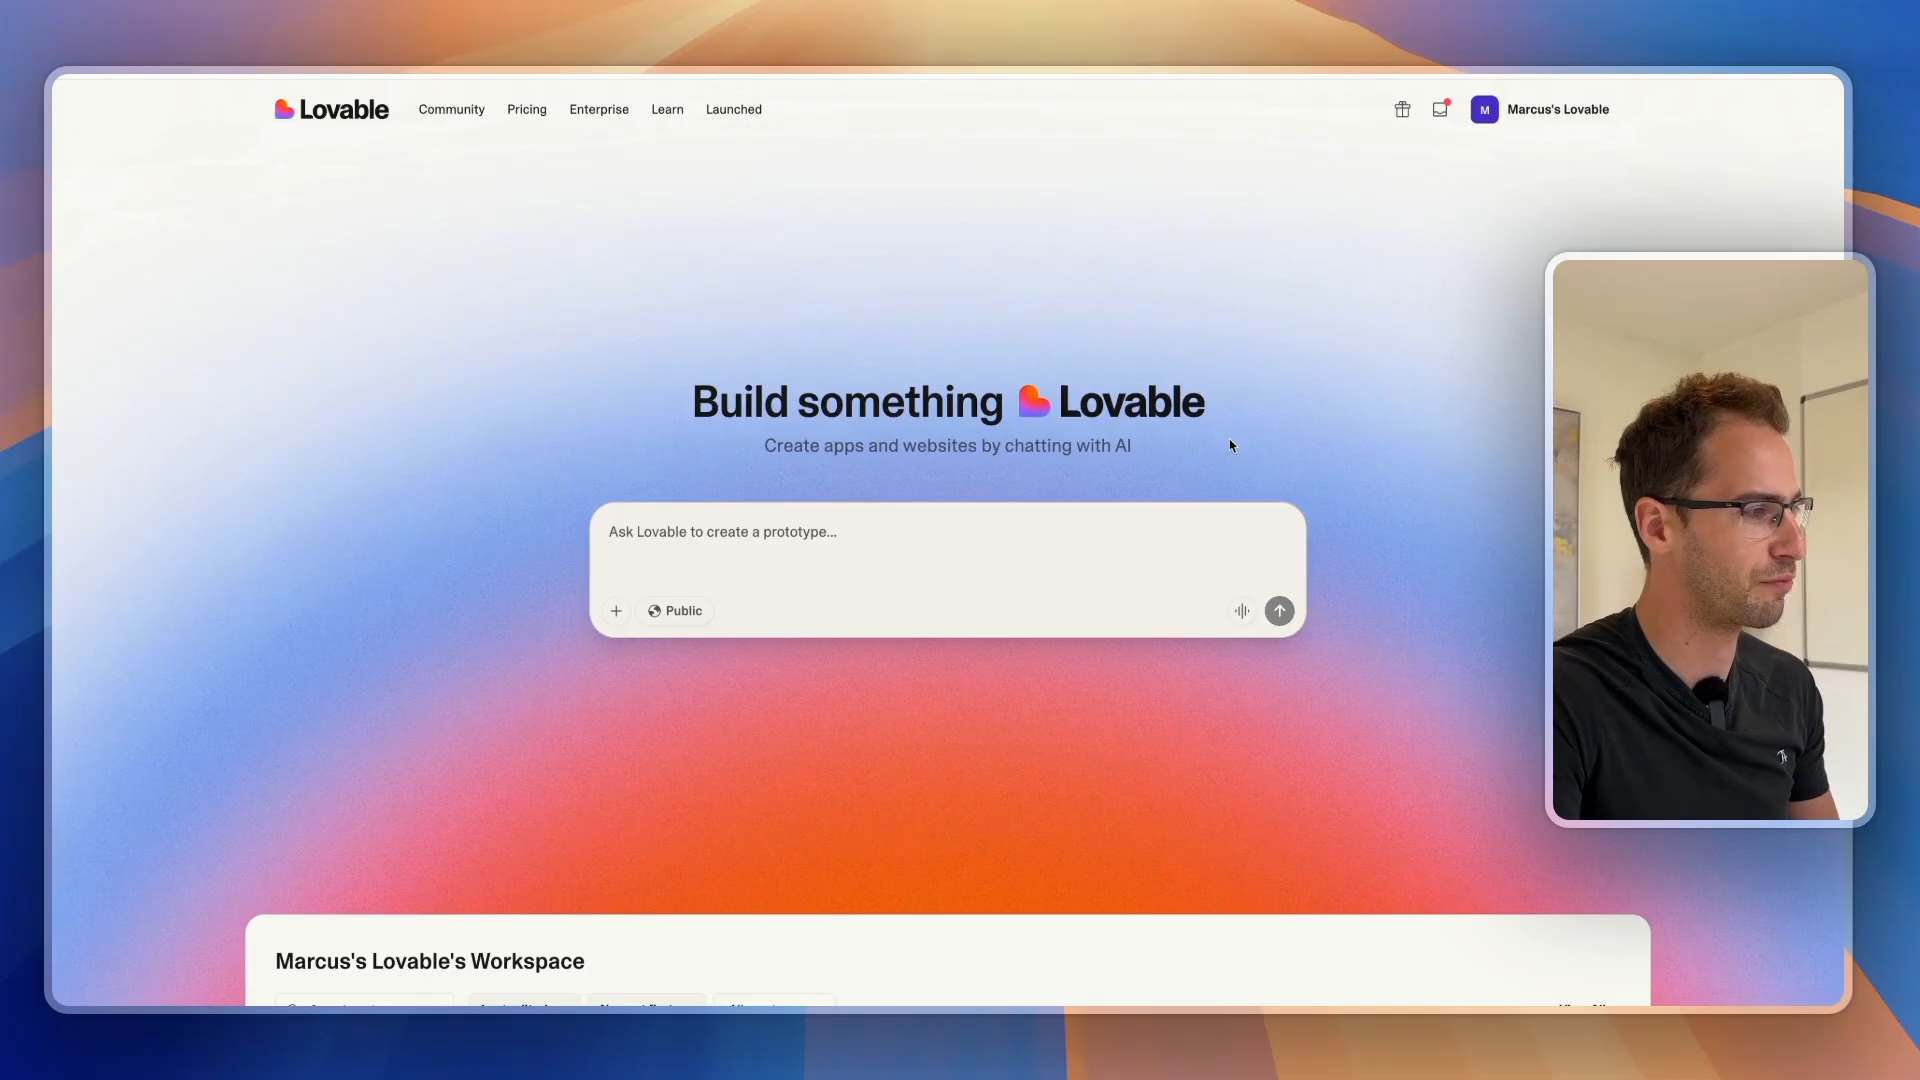 Lovable
Community
Pricing
Enterprise
Learn
Launched
M
Marcus's Lovable
Build something Lovable
Create apps and websites by chatting with AI
Ask Lovable to create a prototype...
Public
Marcus's Lovable's Workspace